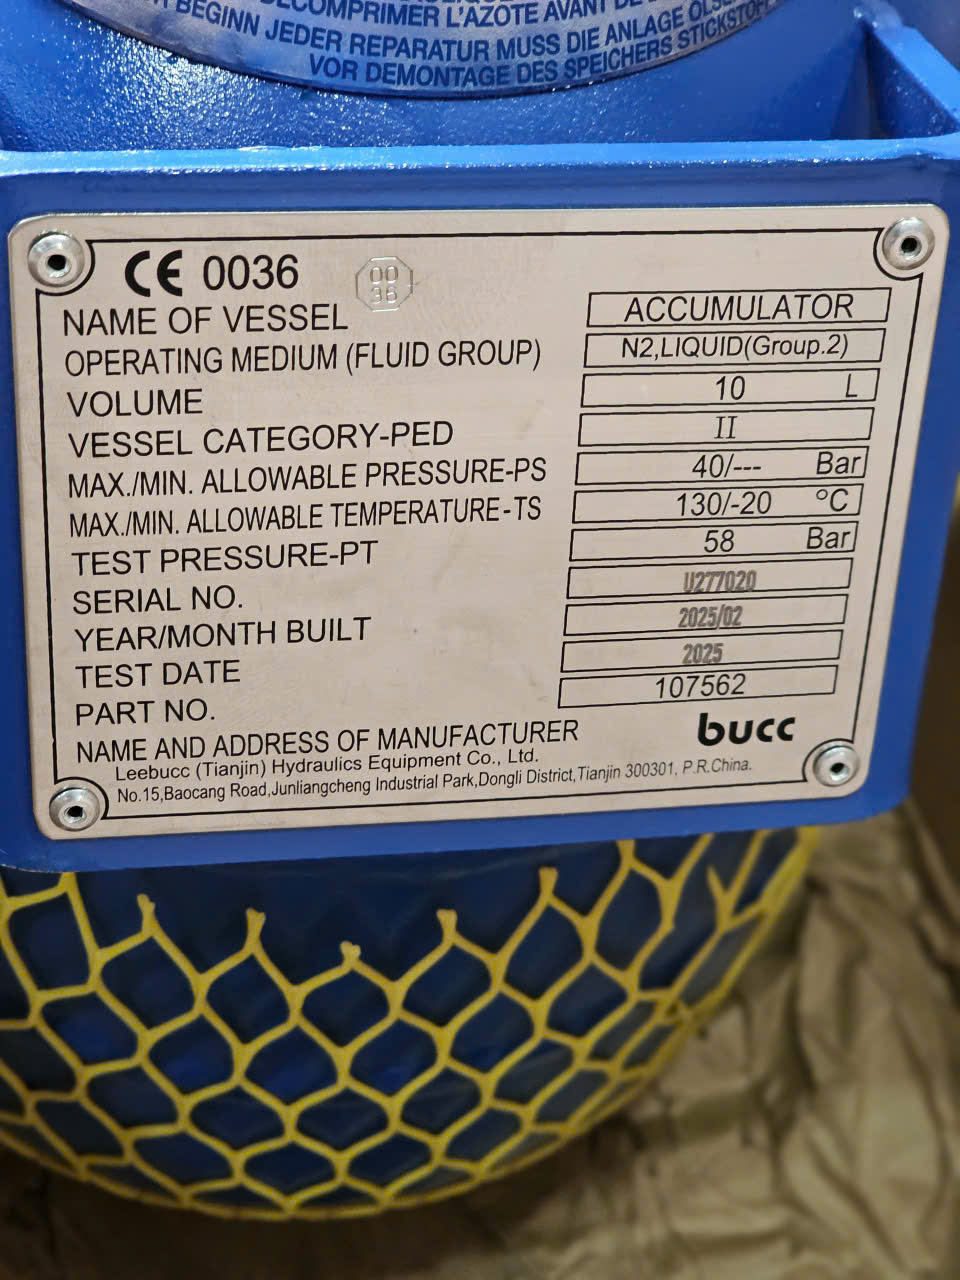 DECOMPRIMER L'AZOTE AVANT DE
BEGINN JEDER REPARATUR MUSS DIE ANLAGE
VOR DEMONTAGE DES SPEICHERS STICKSTOFF
CE 0036
00
36
NAME OF VESSEL ACCUMULATOR
OPERATING MEDIUM (FLUID GROUP) N2,LIQUID(Group.2)
VOLUME 10 L
VESSEL CATEGORY-PED II
MAX./MIN. ALLOWABLE PRESSURE-PS 40/--- Bar
MAX./MIN. ALLOWABLE TEMPERATURE-TS 130/-20 °C
TEST PRESSURE-PT 58 Bar
SERIAL NO. U277020
YEAR/MONTH BUILT 2025/02
TEST DATE 2025
PART NO. 107562
NAME AND ADDRESS OF MANUFACTURER bucc
Leebucc (Tianjin) Hydraulics Equipment Co., Ltd.
No.15,Baocang Road,Junliangcheng Industrial Park,Dongli District,Tianjin 300301, P.R.China.